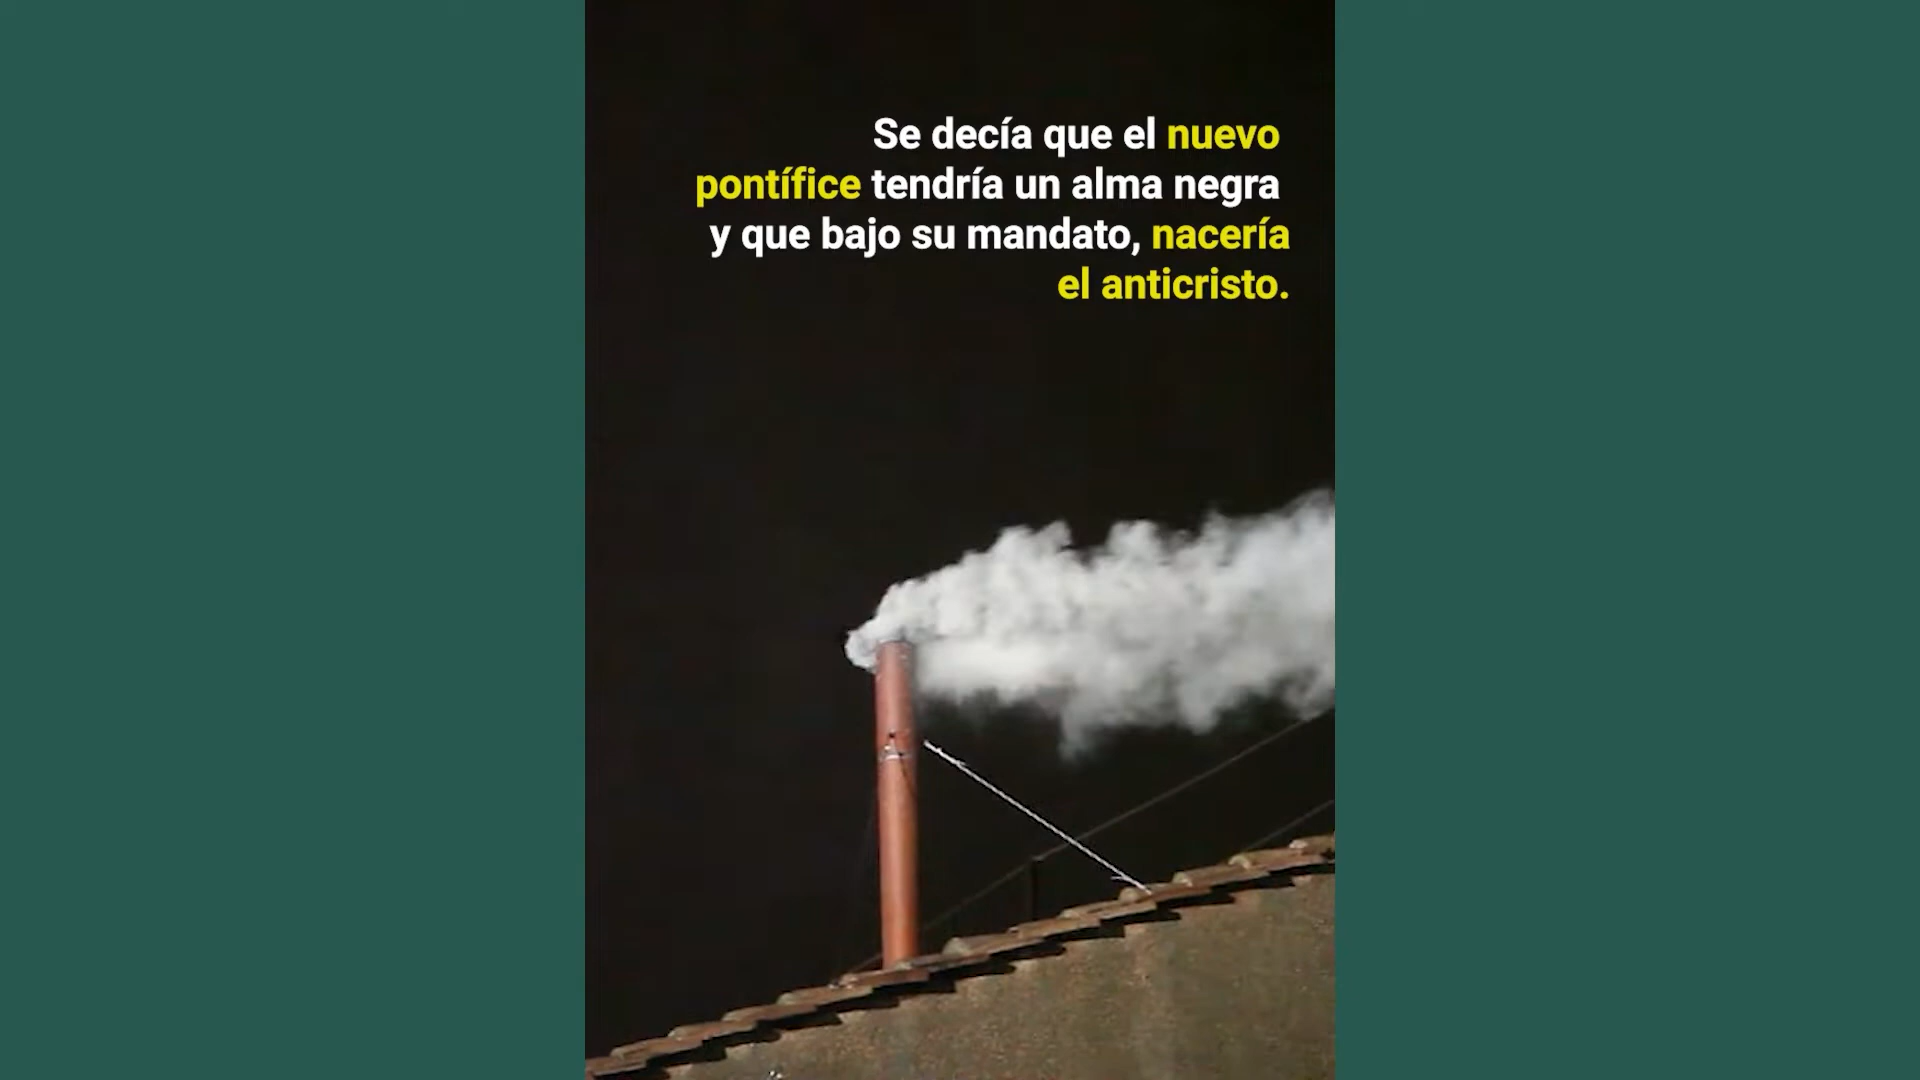 Se decía que el nuevo
pontífice tendría un alma negra
y que bajo su mandato, nacería
el anticristo.